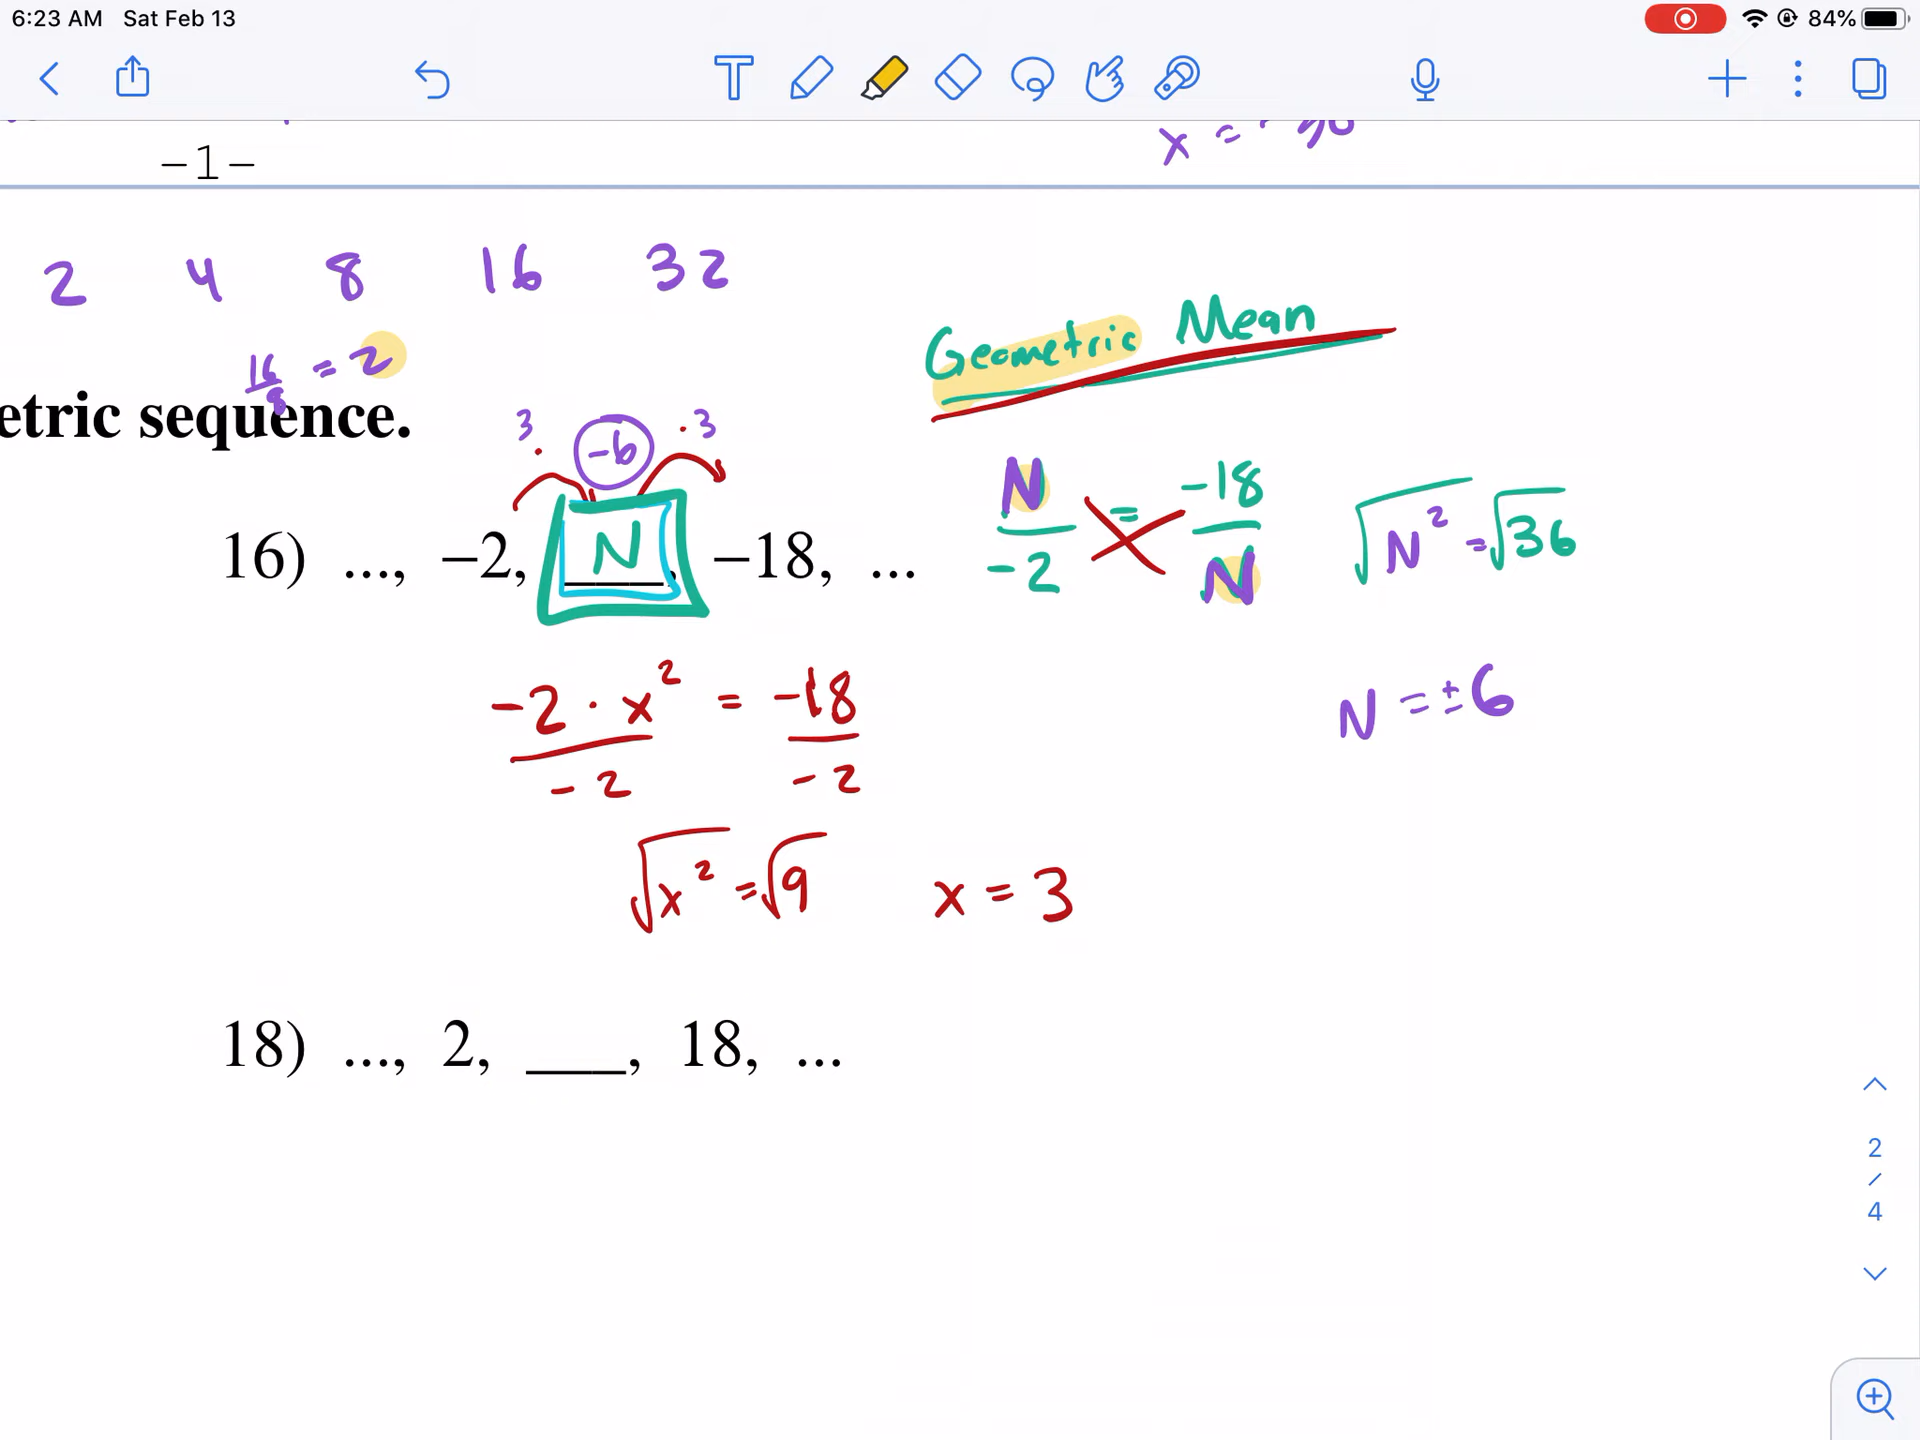 6:23 AM Sat Feb 13 84%
-1-
2 4 8 16 32
16/8 = 2
etric sequence.
Geometric Mean
3 · -6 · 3
16) ..., −2, N, −18, ...
N/-2 = -18/N
√N² = √36
-2 · x² = -18
-2 -2
N = ±6
√x² = √9 x = 3
18) ..., 2, ___, 18, ...
2
/
4